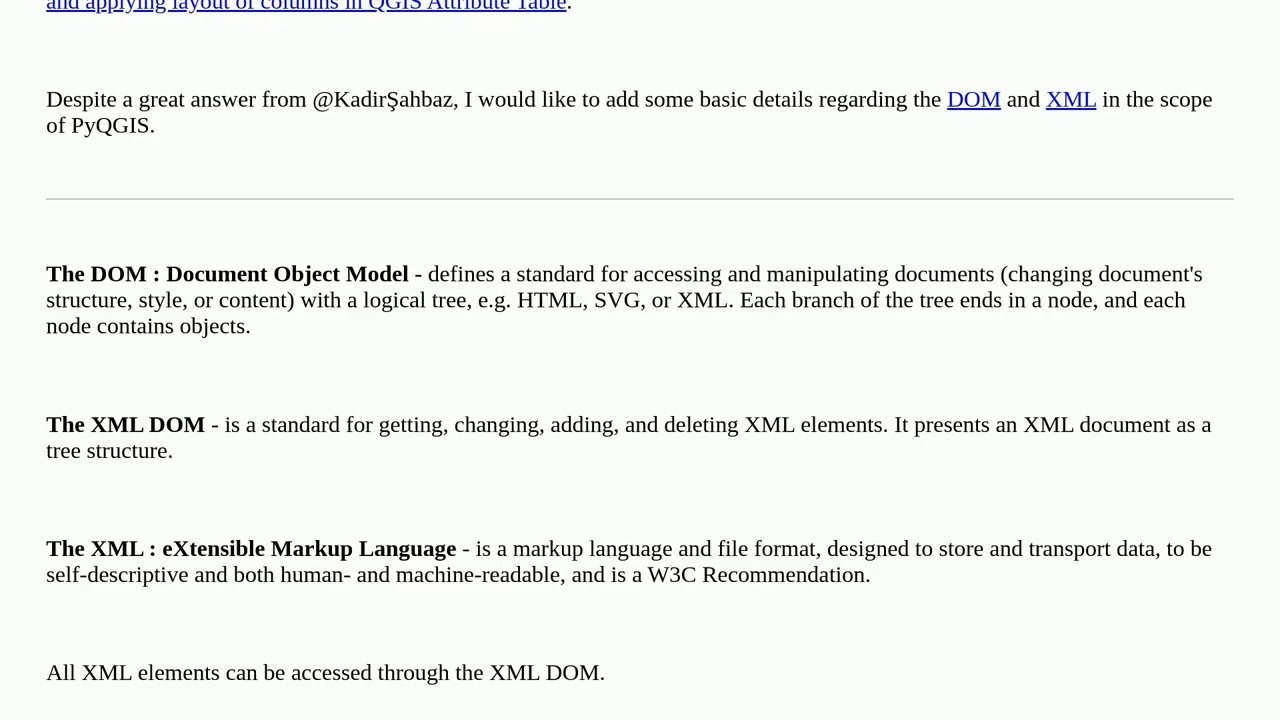 and applying layout of columns in QGIS Attribute Table.
Despite a great answer from @KadirŞahbaz, I would like to add some basic details regarding the DOM and XML in the scope
of PyQGIS.
The DOM : Document Object Model - defines a standard for accessing and manipulating documents (changing document's
structure, style, or content) with a logical tree, e.g. HTML, SVG, or XML. Each branch of the tree ends in a node, and each
node contains objects.
The XML DOM - is a standard for getting, changing, adding, and deleting XML elements. It presents an XML document as a
tree structure.
The XML : eXtensible Markup Language - is a markup language and file format, designed to store and transport data, to be
self-descriptive and both human- and machine-readable, and is a W3C Recommendation.
All XML elements can be accessed through the XML DOM.